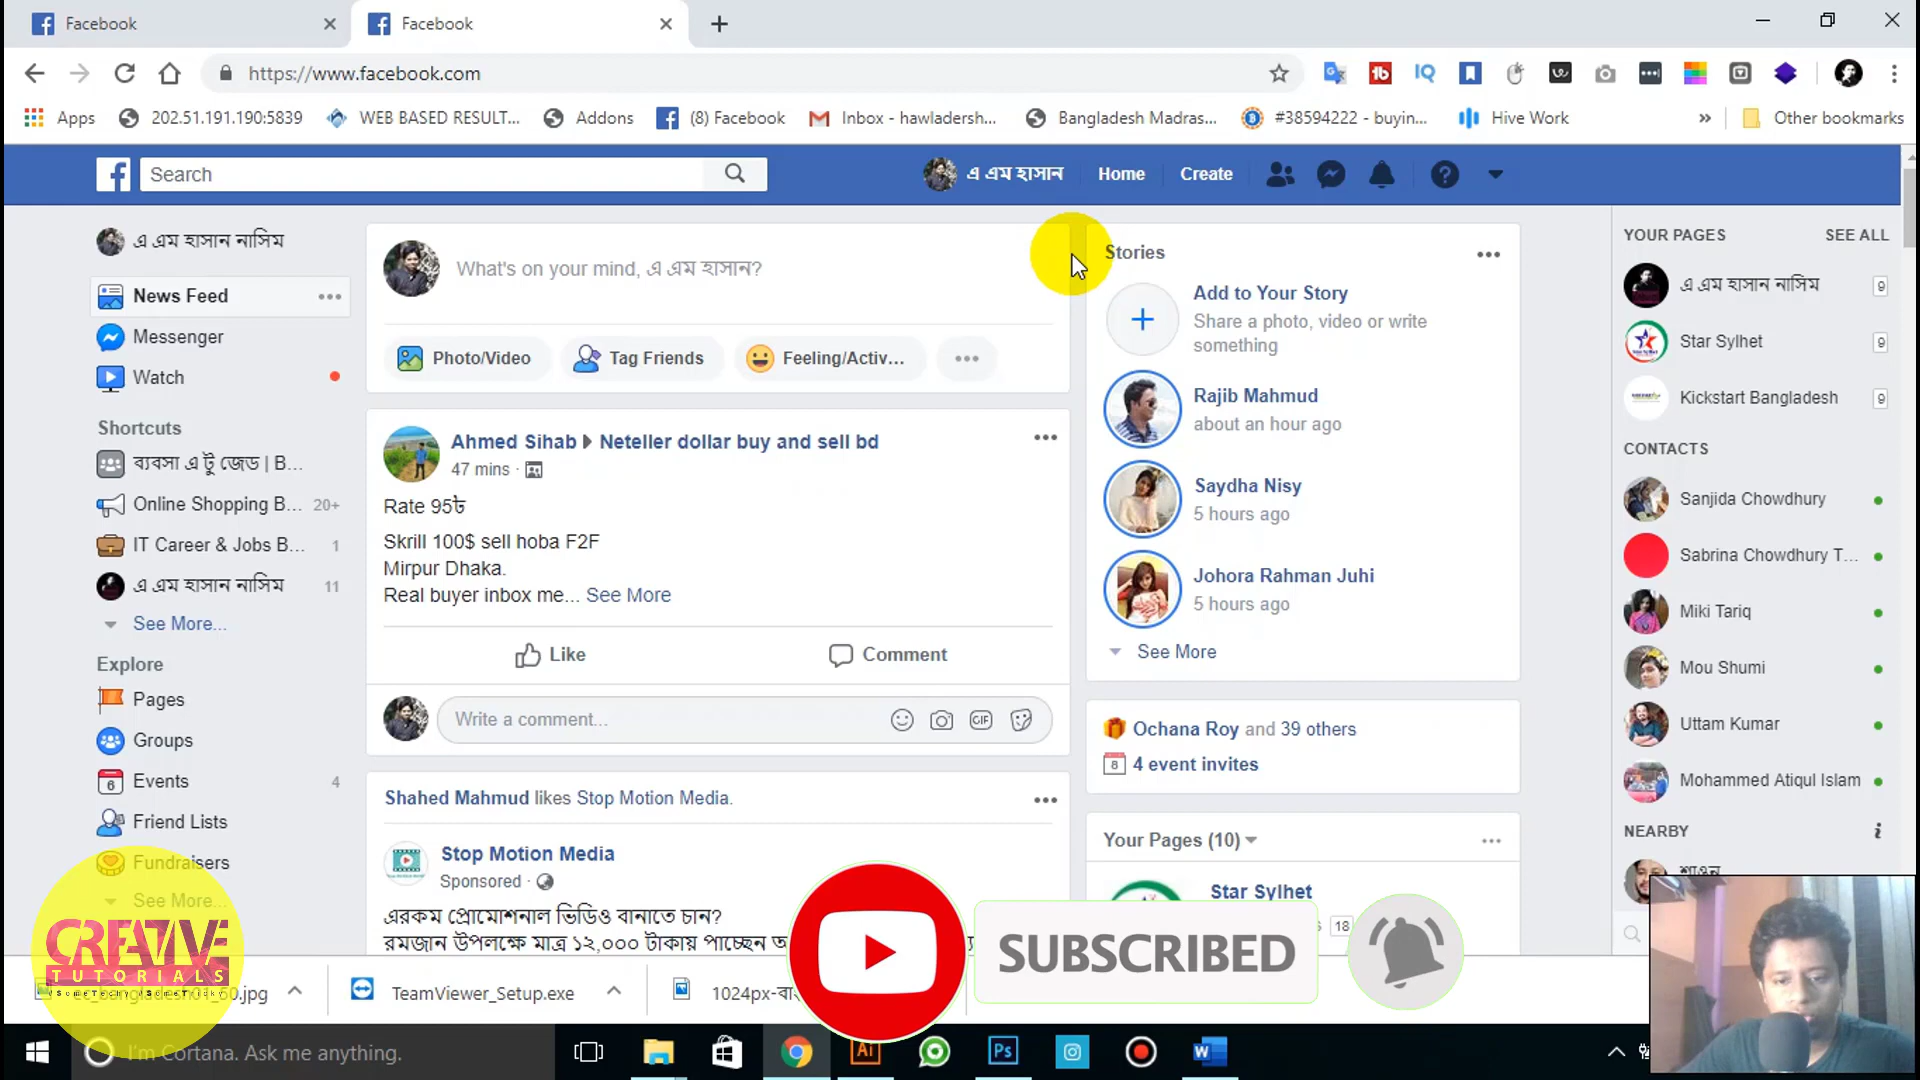 Facebook
Facebook
https://www.facebook.com
Apps
202.51.191.190:5839
WEB BASED RESULT...
Addons
(8) Facebook
Inbox - hawladersh...
Bangladesh Madras...
#38594222 - buyin...
Hive Work
»
Other bookmarks
Search
এ এম হাসান
Home
Create
এ এম হাসান নাসিম
News Feed
Messenger
Watch
Shortcuts
ব্যবসা এ টু জেড | B...
Online Shopping B... 20+
IT Career & Jobs B... 1
এ এম হাসান নাসিম 11
See More...
Explore
Pages
Groups
Events 4
Friend Lists
Fundraisers
See More...
What's on your mind, এ এম হাসান?
Photo/Video
Tag Friends
Feeling/Activ...
Ahmed Sihab Neteller dollar buy and sell bd
47 mins
Rate 95৳
Skrill 100$ sell hoba F2F
Mirpur Dhaka.
Real buyer inbox me... See More
Like
Comment
Write a comment...
GIF
Shahed Mahmud likes Stop Motion Media.
Stop Motion Media
Sponsored
এরকম প্রোমোশনাল ভিডিও বানাতে চান?
রমজান উপলক্ষে মাত্র ১২,০০০ টাকায় পাচ্ছেন
Stories
Add to Your Story
Share a photo, video or write
something
Rajib Mahmud
about an hour ago
Saydha Nisy
5 hours ago
Johora Rahman Juhi
5 hours ago
See More
Ochana Roy and 39 others
8 4 event invites
Your Pages (10)
Star Sylhet
18
YOUR PAGES SEE ALL
এ এম হাসান নাসিম 9
Star Sylhet 9
Kickstart Bangladesh 9
CONTACTS
Sanjida Chowdhury
Sabrina Chowdhury T...
Miki Tariq
Mou Shumi
Uttam Kumar
Mohammed Atiqul Islam
NEARBY
CREATIVE
TUTORIALS
SUBSCRIBED
TeamViewer_Setup.exe
I'm Cortana. Ask me anything.
Ai
Ps